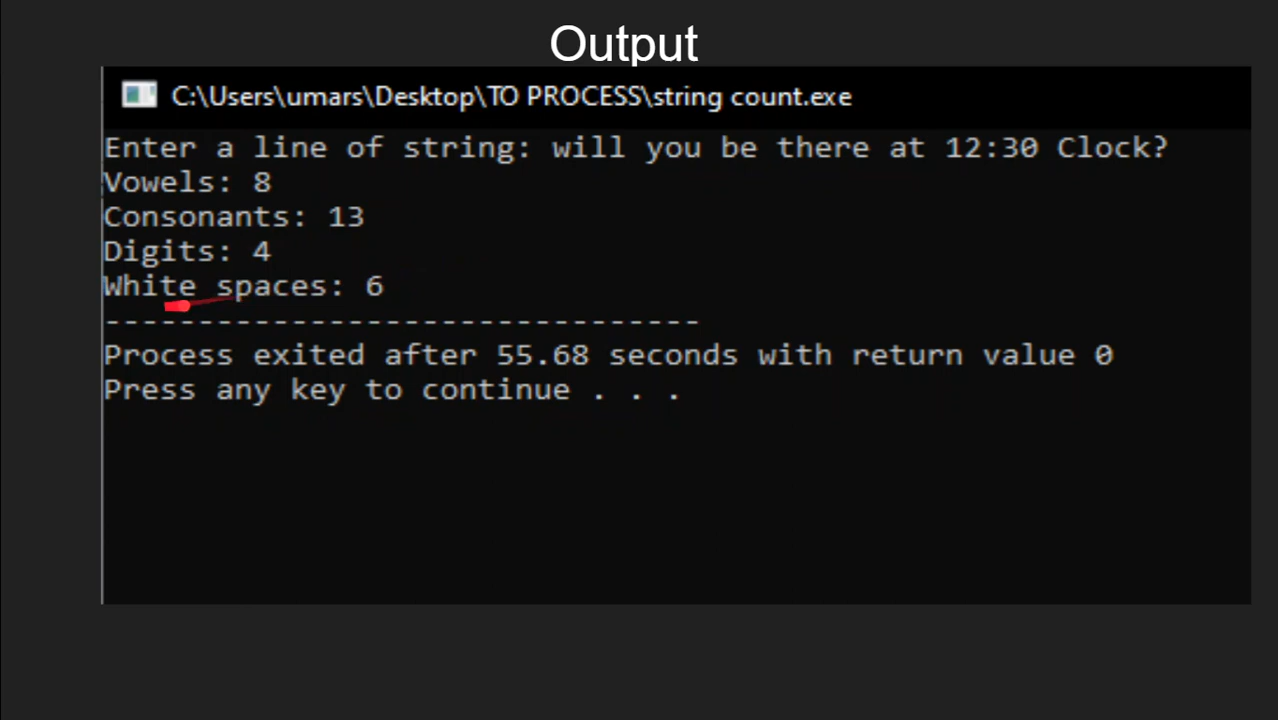 Output
C:\Users\umars\Desktop\TO PROCESS\string count.exe
Enter a line of string: will you be there at 12:30 Clock?
Vowels: 8
Consonants: 13
Digits: 4
White spaces: 6
--------------------------------
Process exited after 55.68 seconds with return value 0
Press any key to continue . . .